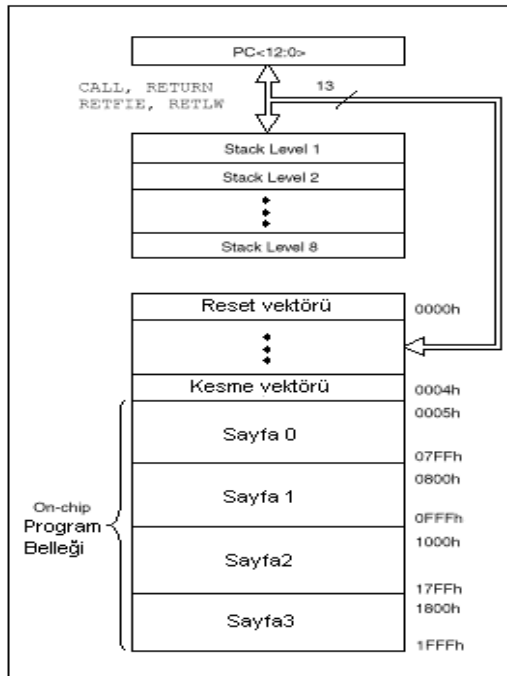 PC<12:0>
CALL, RETURN
RETFIE, RETLW
13
Stack Level 1
Stack Level 2
Stack Level 8
Reset vektörü
0000h
Kesme vektörü
0004h
0005h
Sayfa 0
07FFh
0800h
Sayfa 1
0FFFh
On-chip
Program
Belleği
1000h
Sayfa2
17FFh
1800h
Sayfa3
1FFFh